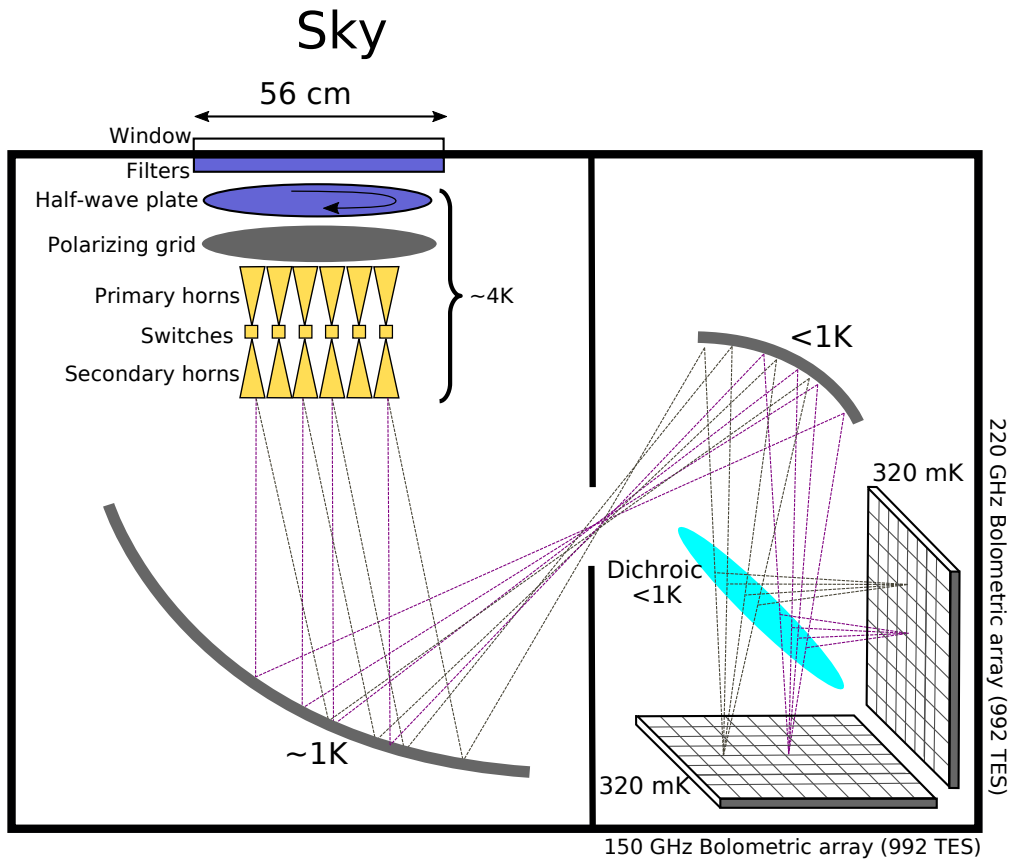 Sky
56 cm
Window
Filters
Half-wave plate
Polarizing grid
Primary horns
~4K
Switches
Secondary horns
<1K
320 mK
Dichroic
<1K
~1K
320 mK
220 GHz Bolometric array (992 TES)
150 GHz Bolometric array (992 TES)